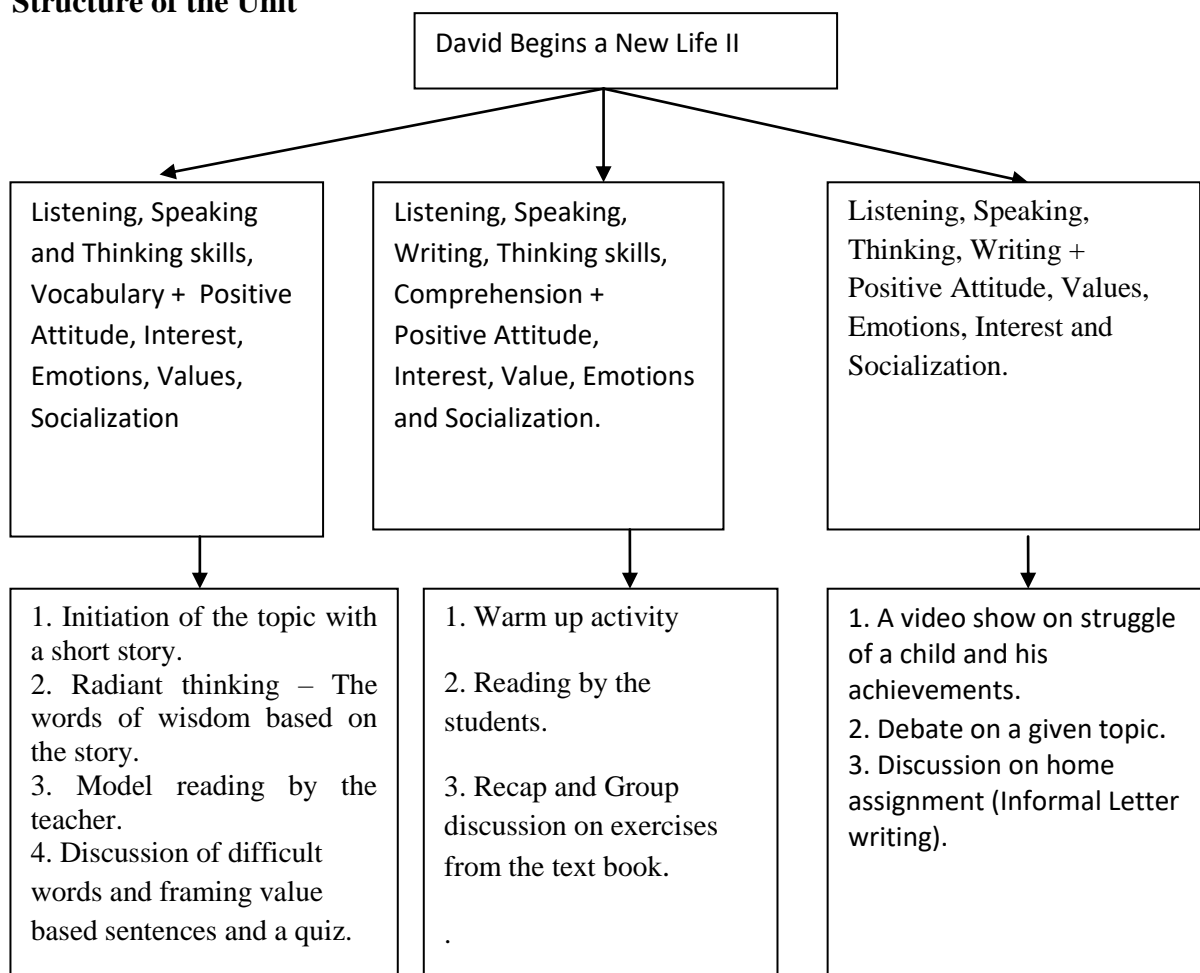 Structure of the Unit
David Begins a New Life II
Listening, Speaking
and Thinking skills,
Vocabulary + Positive
Attitude, Interest,
Emotions, Values,
Socialization
Listening, Speaking,
Writing, Thinking skills,
Comprehension +
Positive Attitude,
Interest, Value, Emotions
and Socialization.
Listening, Speaking,
Thinking, Writing +
Positive Attitude, Values,
Emotions, Interest and
Socialization.
1. Initiation of the topic with
a short story.
2. Radiant thinking – The
words of wisdom based on
the story.
3. Model reading by the
teacher.
4. Discussion of difficult
words and framing value
based sentences and a quiz.
1. Warm up activity
2. Reading by the
students.
3. Recap and Group
discussion on exercises
from the text book.
.
1. A video show on struggle
of a child and his
achievements.
2. Debate on a given topic.
3. Discussion on home
assignment (Informal Letter
writing).